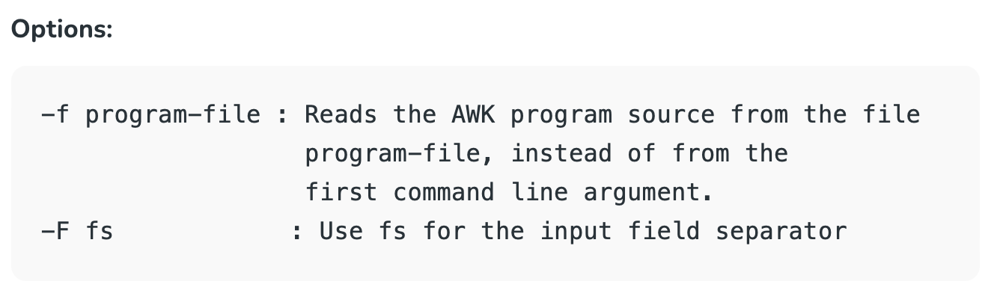 Options:
-f program-file : Reads the AWK program source from the file
                  program-file, instead of from the
                  first command line argument.
-F fs            : Use fs for the input field separator